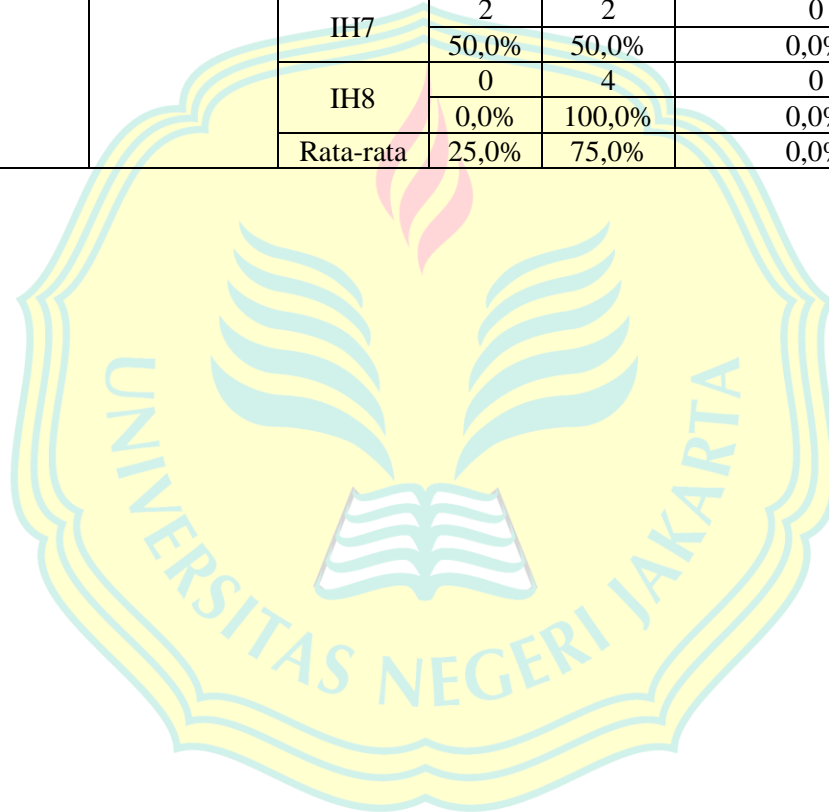 IH7 2 2 0
50,0% 50,0% 0,0%
IH8 0 4 0
0,0% 100,0% 0,0%
Rata-rata 25,0% 75,0% 0,0%
UNIVERSITAS NEGERI JAKARTA